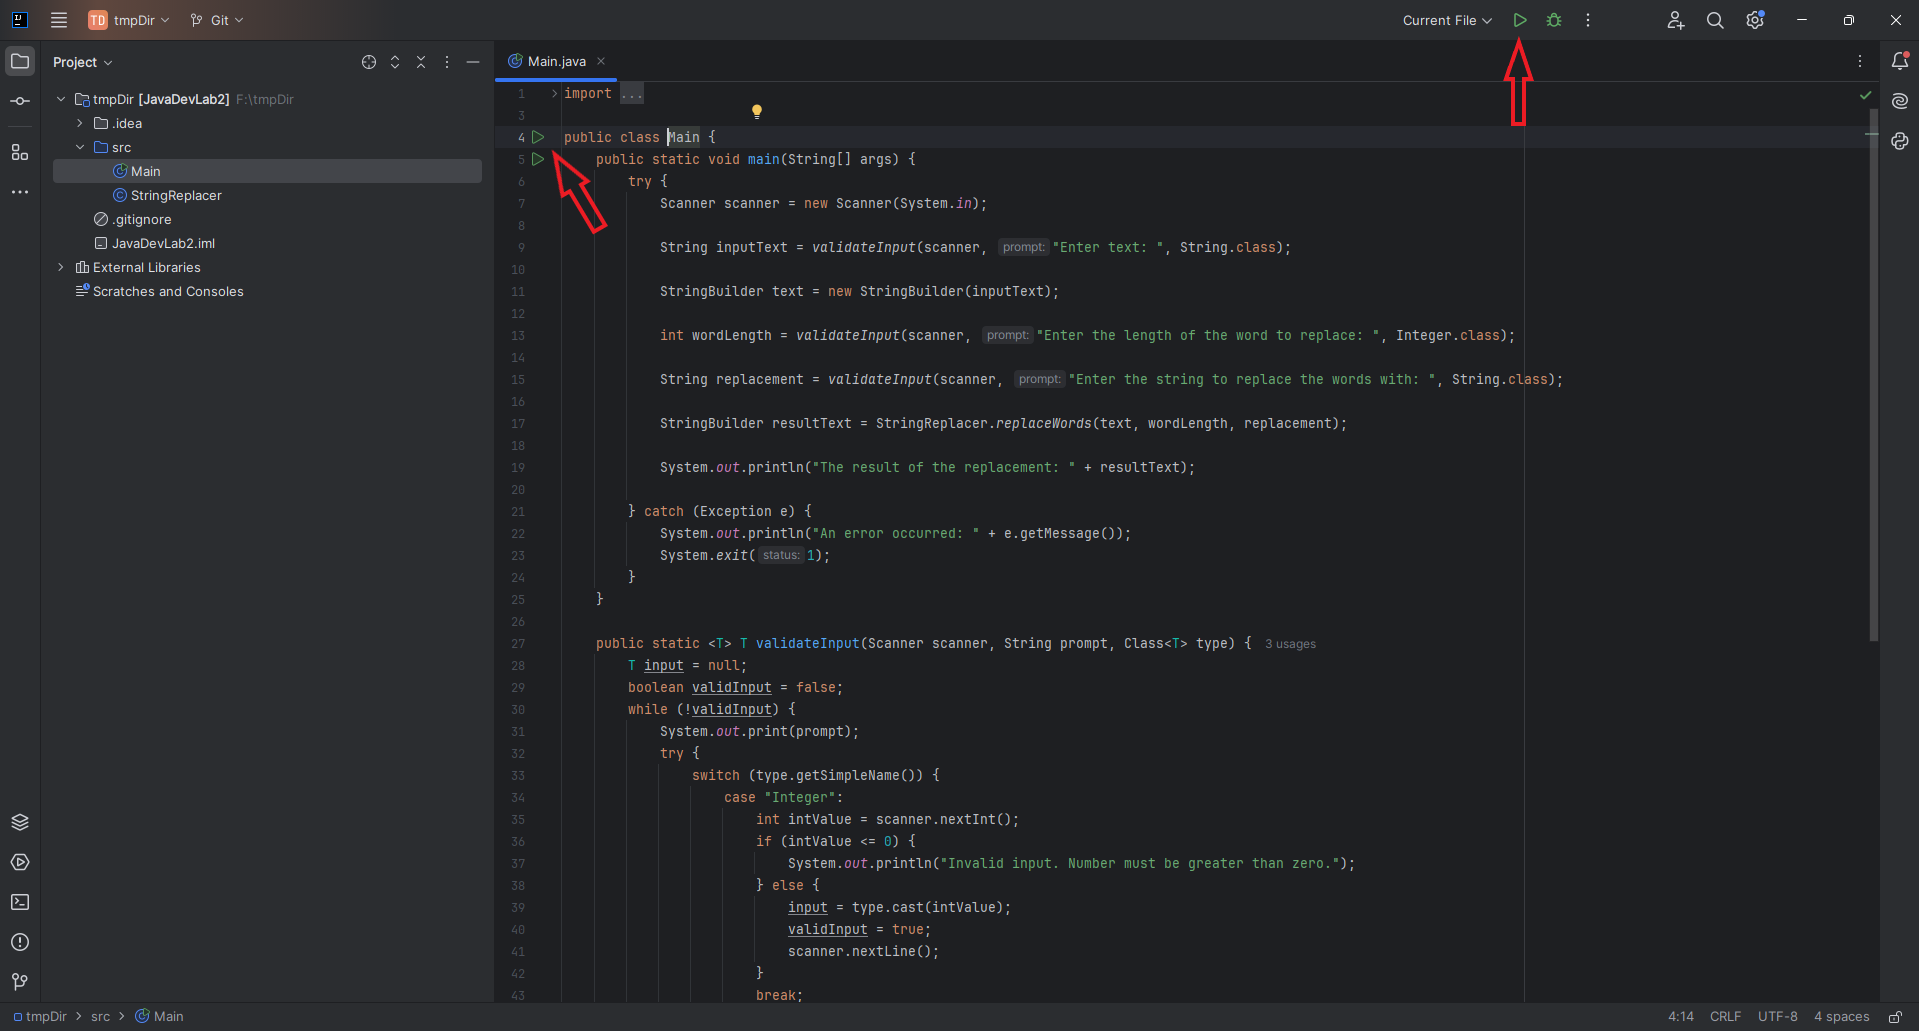 TD tmpDir Git Current File
Project
Main.java
tmpDir [JavaDevLab2] F:\tmpDir
.idea
src
Main
StringReplacer
.gitignore
JavaDevLab2.iml
External Libraries
Scratches and Consoles
1 import ...
3
4 public class Main {
5 public static void main(String[] args) {
6 try {
7 Scanner scanner = new Scanner(System.in);
8
9 String inputText = validateInput(scanner, prompt: "Enter text: ", String.class);
10
11 StringBuilder text = new StringBuilder(inputText);
12
13 int wordLength = validateInput(scanner, prompt: "Enter the length of the word to replace: ", Integer.class);
14
15 String replacement = validateInput(scanner, prompt: "Enter the string to replace the words with: ", String.class);
16
17 StringBuilder resultText = StringReplacer.replaceWords(text, wordLength, replacement);
18
19 System.out.println("The result of the replacement: " + resultText);
20
21 } catch (Exception e) {
22 System.out.println("An error occurred: " + e.getMessage());
23 System.exit( status: 1);
24 }
25 }
26
27 public static <T> T validateInput(Scanner scanner, String prompt, Class<T> type) { 3 usages
28 T input = null;
29 boolean validInput = false;
30 while (!validInput) {
31 System.out.print(prompt);
32 try {
33 switch (type.getSimpleName()) {
34 case "Integer":
35 int intValue = scanner.nextInt();
36 if (intValue <= 0) {
37 System.out.println("Invalid input. Number must be greater than zero.");
38 } else {
39 input = type.cast(intValue);
40 validInput = true;
41 scanner.nextLine();
42 }
43 break;
tmpDir > src > Main 4:14 CRLF UTF-8 4 spaces